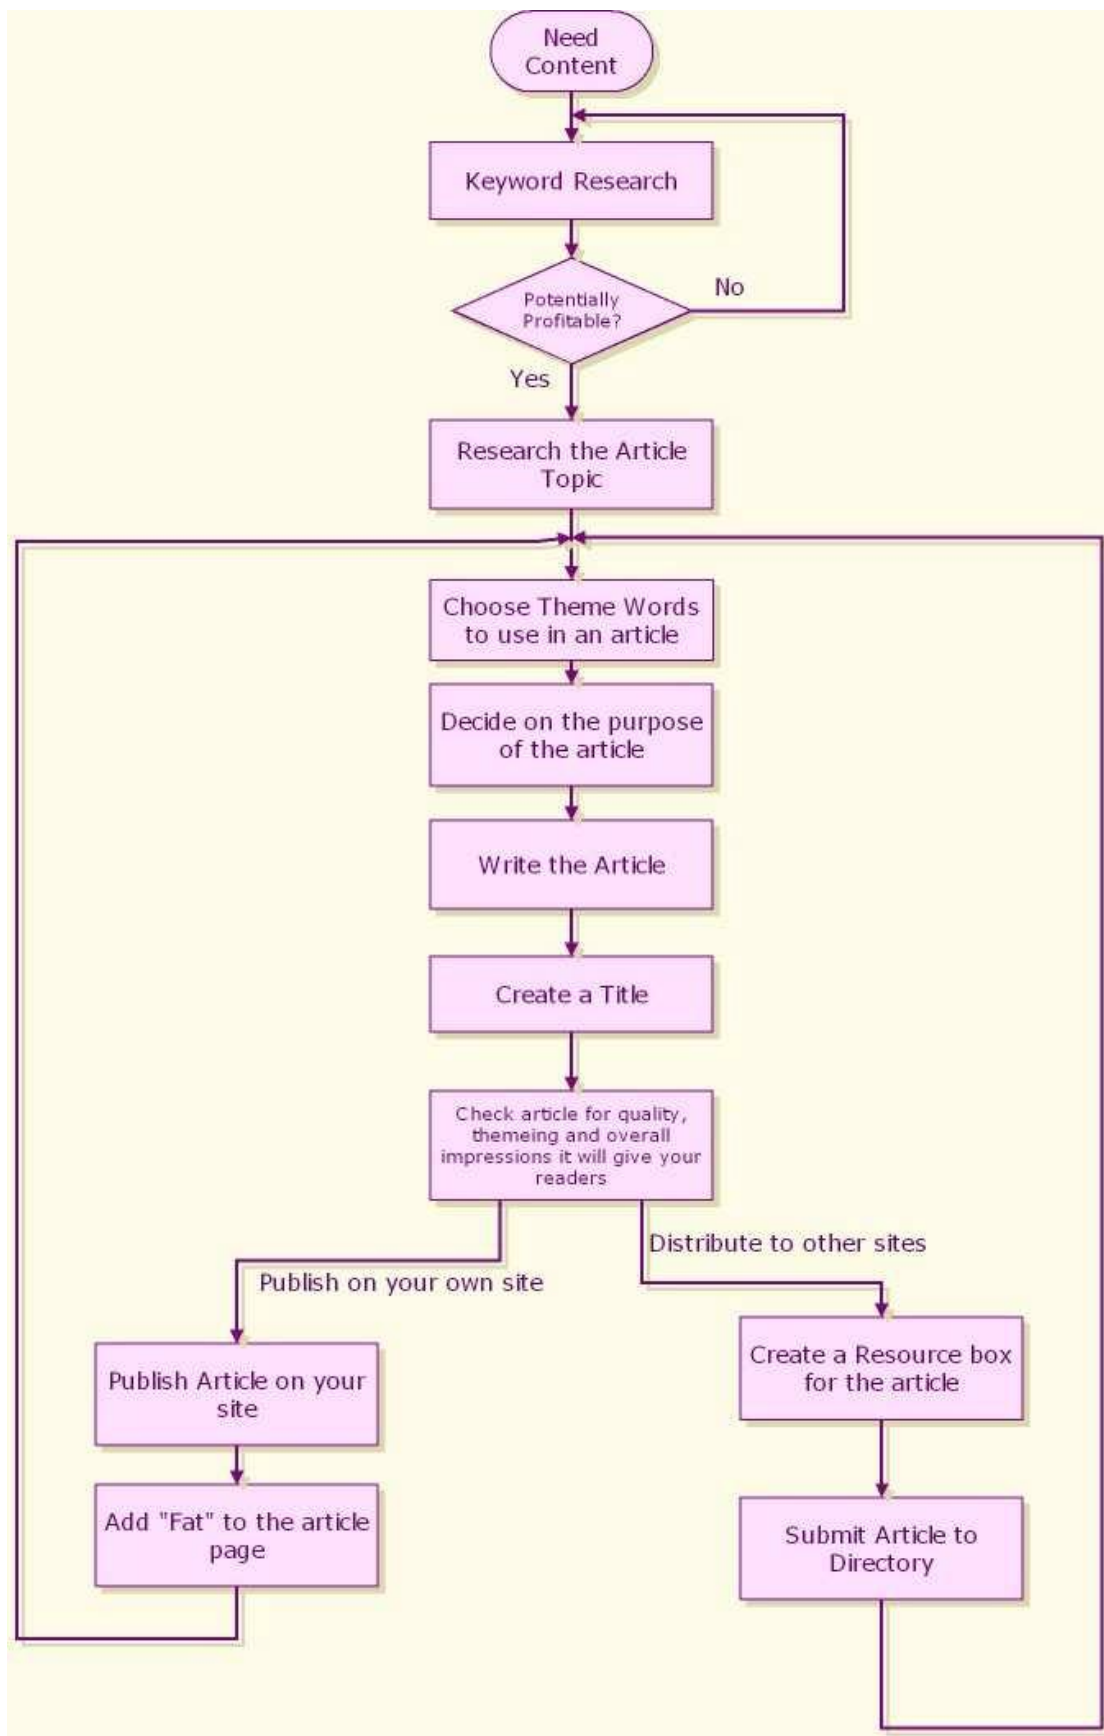 Need
Content
Keyword Research
Potentially
Profitable?
No
Yes
Research the Article
Topic
Choose Theme Words
to use in an article
Decide on the purpose
of the article
Write the Article
Create a Title
Check article for quality,
themeing and overall
impressions it will give your
readers
Distribute to other sites
Publish on your own site
Publish Article on your
site
Add "Fat" to the article
page
Create a Resource box
for the article
Submit Article to
Directory